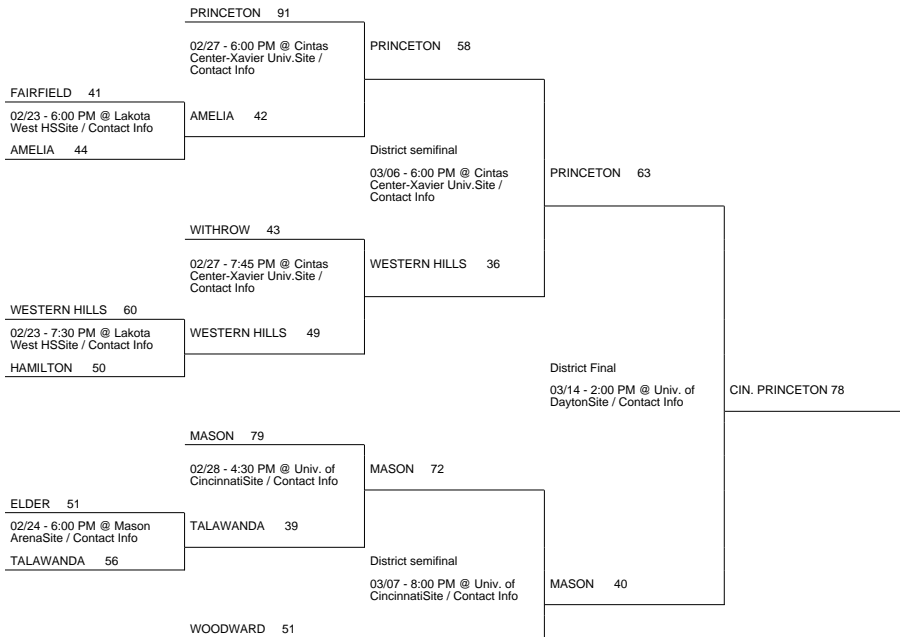 PRINCETON 91
02/27 - 6:00 PM @ Cintas
Center-Xavier Univ.Site /
Contact Info
PRINCETON 58
FAIRFIELD 41
02/23 - 6:00 PM @ Lakota
West HSSite / Contact Info
AMELIA 44
AMELIA 42
District semifinal
03/06 - 6:00 PM @ Cintas
Center-Xavier Univ.Site /
Contact Info
PRINCETON 63
WITHROW 43
02/27 - 7:45 PM @ Cintas
Center-Xavier Univ.Site /
Contact Info
WESTERN HILLS 36
WESTERN HILLS 60
02/23 - 7:30 PM @ Lakota
West HSSite / Contact Info
HAMILTON 50
WESTERN HILLS 49
District Final
03/14 - 2:00 PM @ Univ. of
DaytonSite / Contact Info
CIN. PRINCETON 78
MASON 79
02/28 - 4:30 PM @ Univ. of
CincinnatiSite / Contact Info
MASON 72
ELDER 51
02/24 - 6:00 PM @ Mason
ArenaSite / Contact Info
TALAWANDA 56
TALAWANDA 39
District semifinal
03/07 - 8:00 PM @ Univ. of
CincinnatiSite / Contact Info
MASON 40
WOODWARD 51